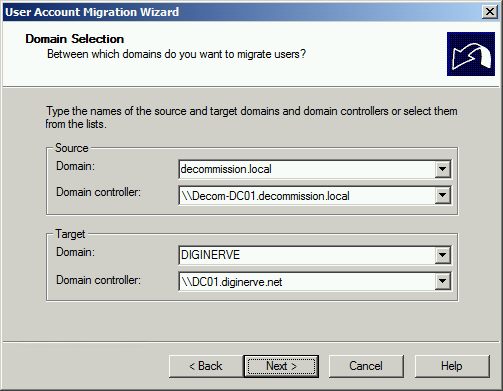 User Account Migration Wizard
Domain Selection
Between which domains do you want to migrate users?
Type the names of the source and target domains and domain controllers or select them
from the lists.
Source
Domain: decommission.local
Domain controller: \\Decom-DC01.decommission.local
Target
Domain: DIGINERVE
Domain controller: \\DC01.diginerve.net
< Back Next > Cancel Help